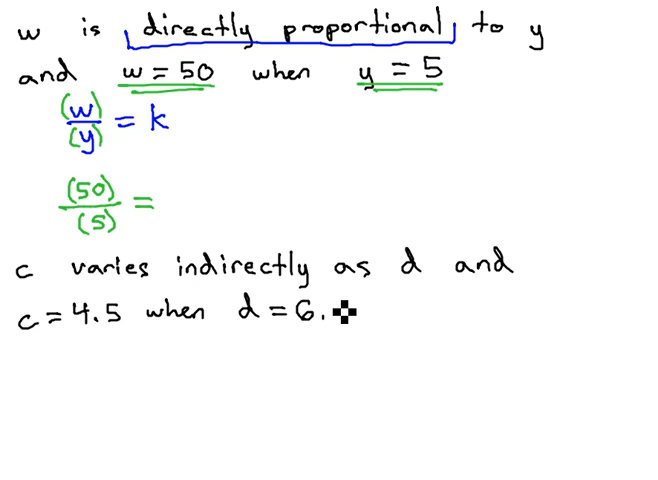 w is directly proportional to y
and w = 50 when y = 5
(w)/(y) = k
(50)/(5) =
c varies indirectly as d and
c = 4.5 when d = 6.